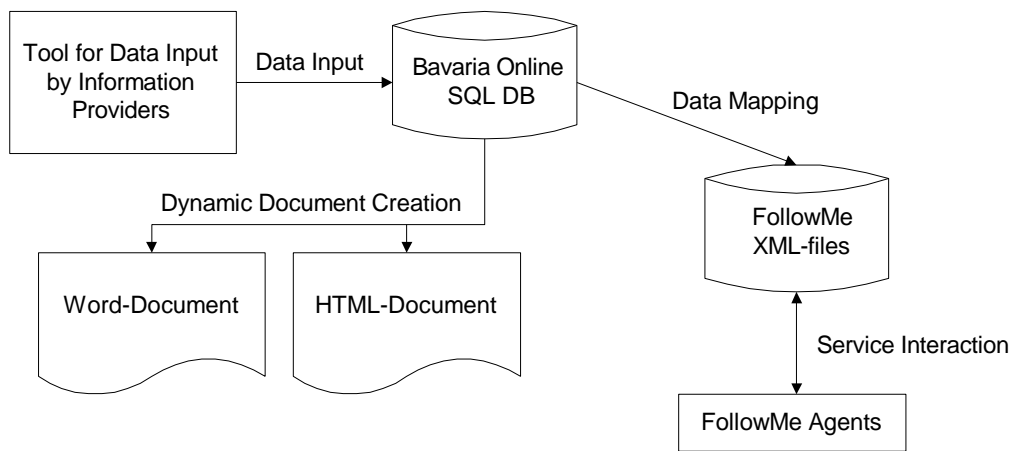 Tool for Data Input
by Information
Providers
Data Input
Bavaria Online
SQL DB
Data Mapping
Dynamic Document Creation
FollowMe
XML-files
Word-Document
HTML-Document
Service Interaction
FollowMe Agents